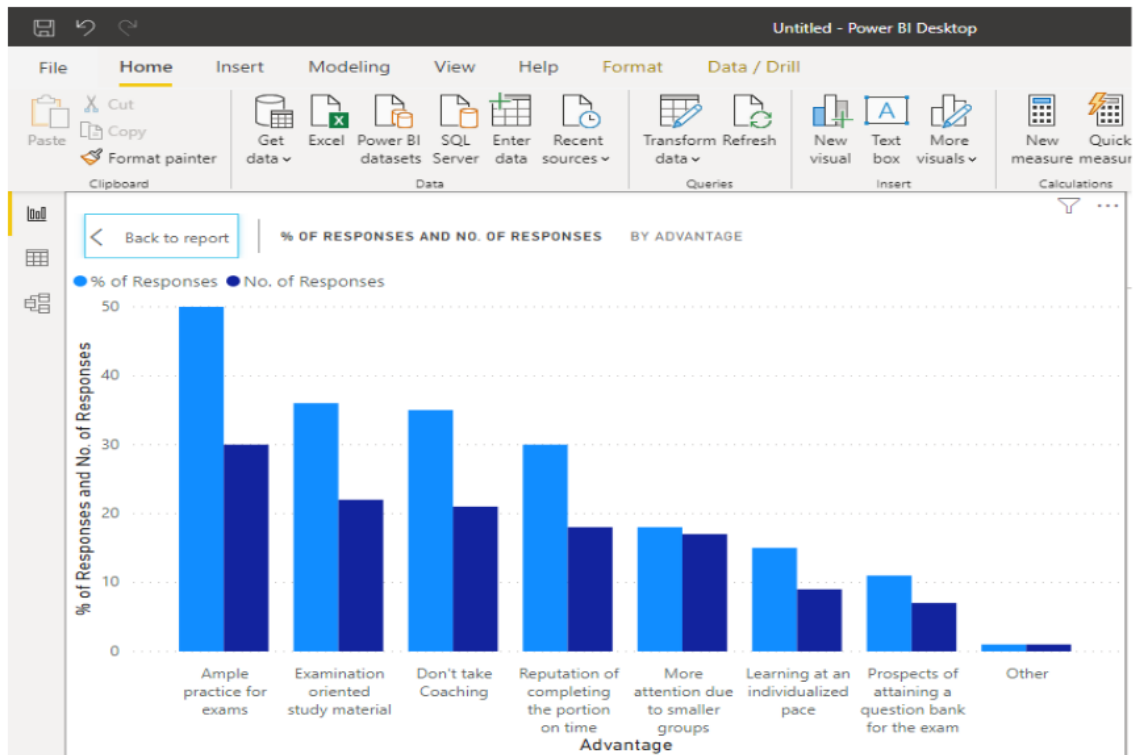 Untitled - Power BI Desktop
File Home Insert Modeling View Help Format Data / Drill
Paste
Cut
Copy
Format painter
Clipboard
Get data
Excel
Power BI datasets
SQL Server
Enter data
Recent sources
Data
Transform data
Refresh
Queries
New visual
Text box
More visuals
Insert
New measure
Quick
Calculations
Back to report
% OF RESPONSES AND NO. OF RESPONSES BY ADVANTAGE
% of Responses No. of Responses
% of Responses and No. of Responses
50
40
30
20
10
0
Ample
practice for
exams
Examination
oriented
study material
Don't take
Coaching
Reputation of
completing
the portion
on time
More
attention due
to smaller
groups
Learning at an
individualized
pace
Prospects of
attaining a
question bank
for the exam
Other
Advantage